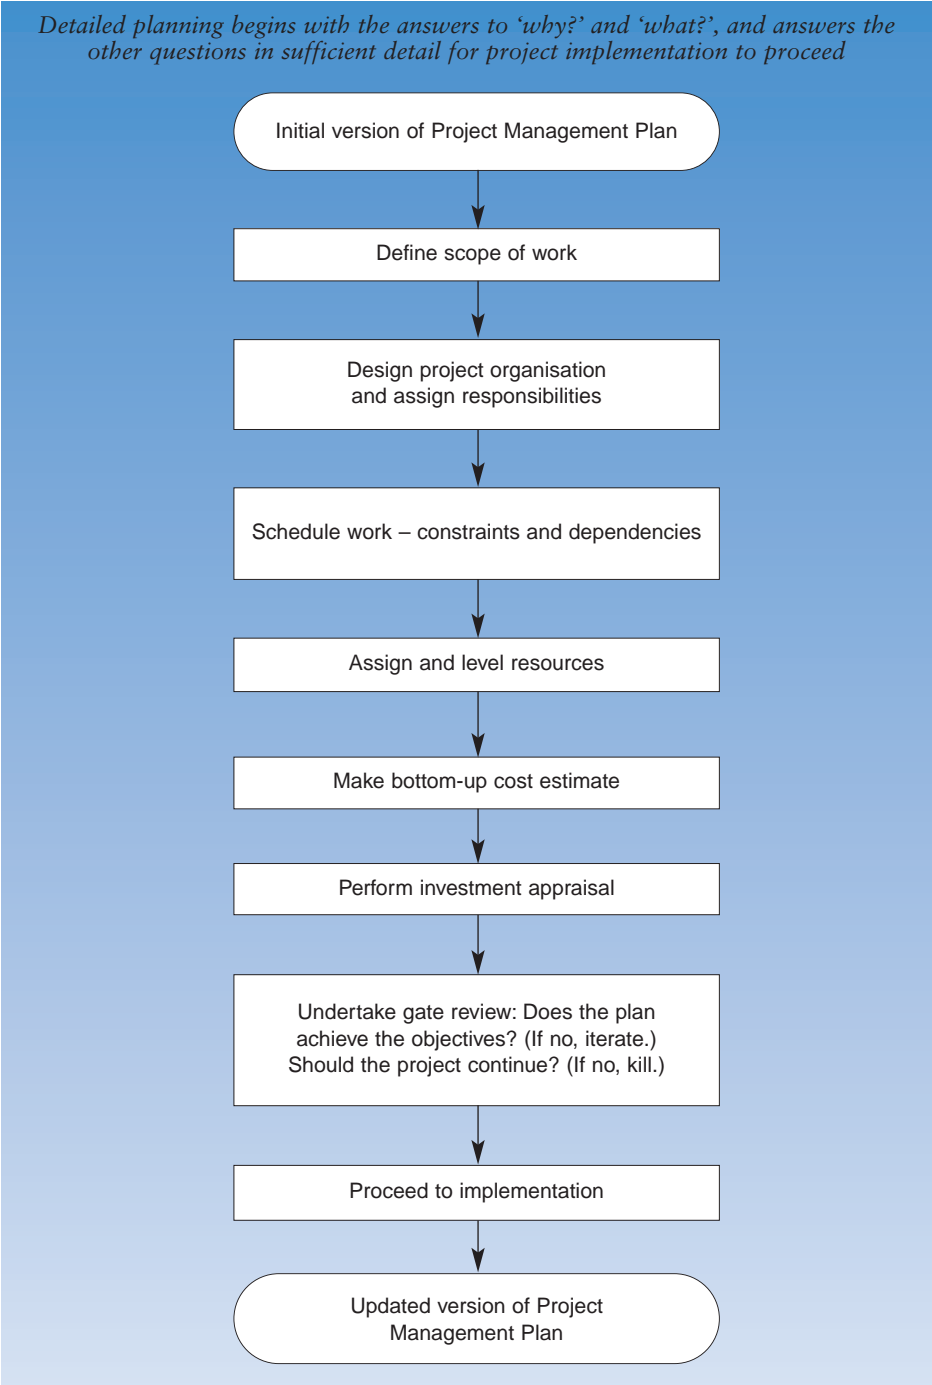 Detailed planning begins with the answers to ‘why?’ and ‘what?’, and answers the
other questions in sufficient detail for project implementation to proceed
Initial version of Project Management Plan
Define scope of work
Design project organisation
and assign responsibilities
Schedule work – constraints and dependencies
Assign and level resources
Make bottom-up cost estimate
Perform investment appraisal
Undertake gate review: Does the plan
achieve the objectives? (If no, iterate.)
Should the project continue? (If no, kill.)
Proceed to implementation
Updated version of Project
Management Plan